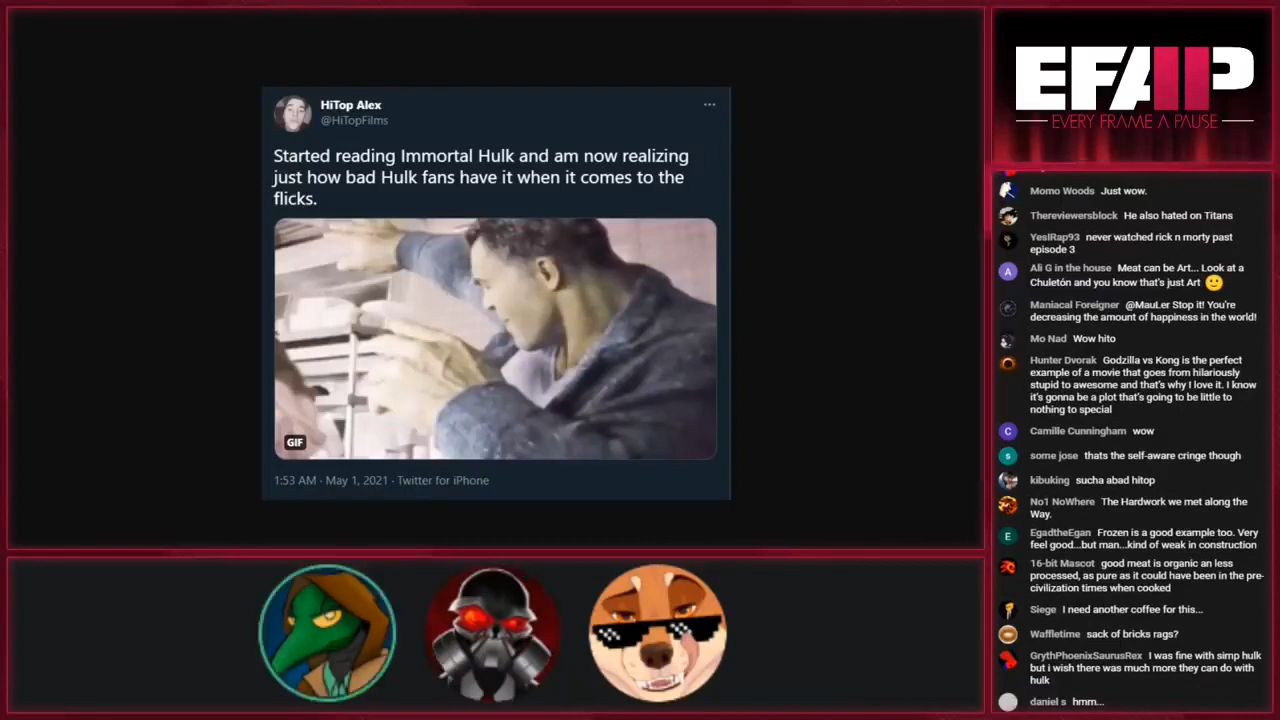 HiTop Alex
@HiTopFilms
Started reading Immortal Hulk and am now realizing
just how bad Hulk fans have it when it comes to the
flicks.
GIF
1:53 AM · May 1, 2021 · Twitter for iPhone
EFAP
EVERY FRAME A PAUSE
Momo Woods Just wow.
Thereviewersblock He also hated on Titans
YesIRap93 never watched rick n morty past
episode 3
A
Ali G in the house Meat can be Art... Look at a
Chuletón and you know that's just Art 🙂
Maniacal Foreigner @MauLer Stop it! You're
decreasing the amount of happiness in the world!
Mo Nad Wow hito
Hunter Dvorak Godzilla vs Kong is the perfect
example of a movie that goes from hilariously
stupid to awesome and that's why I love it. I know
it's gonna be a plot that's going to be little to
nothing to special
C
Camille Cunningham wow
s
some jose thats the self-aware cringe though
kibuking sucha abad hitop
No1 NoWhere The Hardwork we met along the
Way.
E
EgadtheEgan Frozen is a good example too. Very
feel good...but man...kind of weak in construction
16-bit Mascot good meat is organic an less
processed, as pure as it could have been in the pre-
civilization times when cooked
Siege I need another coffee for this...
Waffletime sack of bricks rags?
GrythPhoenixSaurusRex I was fine with simp hulk
but i wish there was much more they can do with
hulk
daniel s hmm...